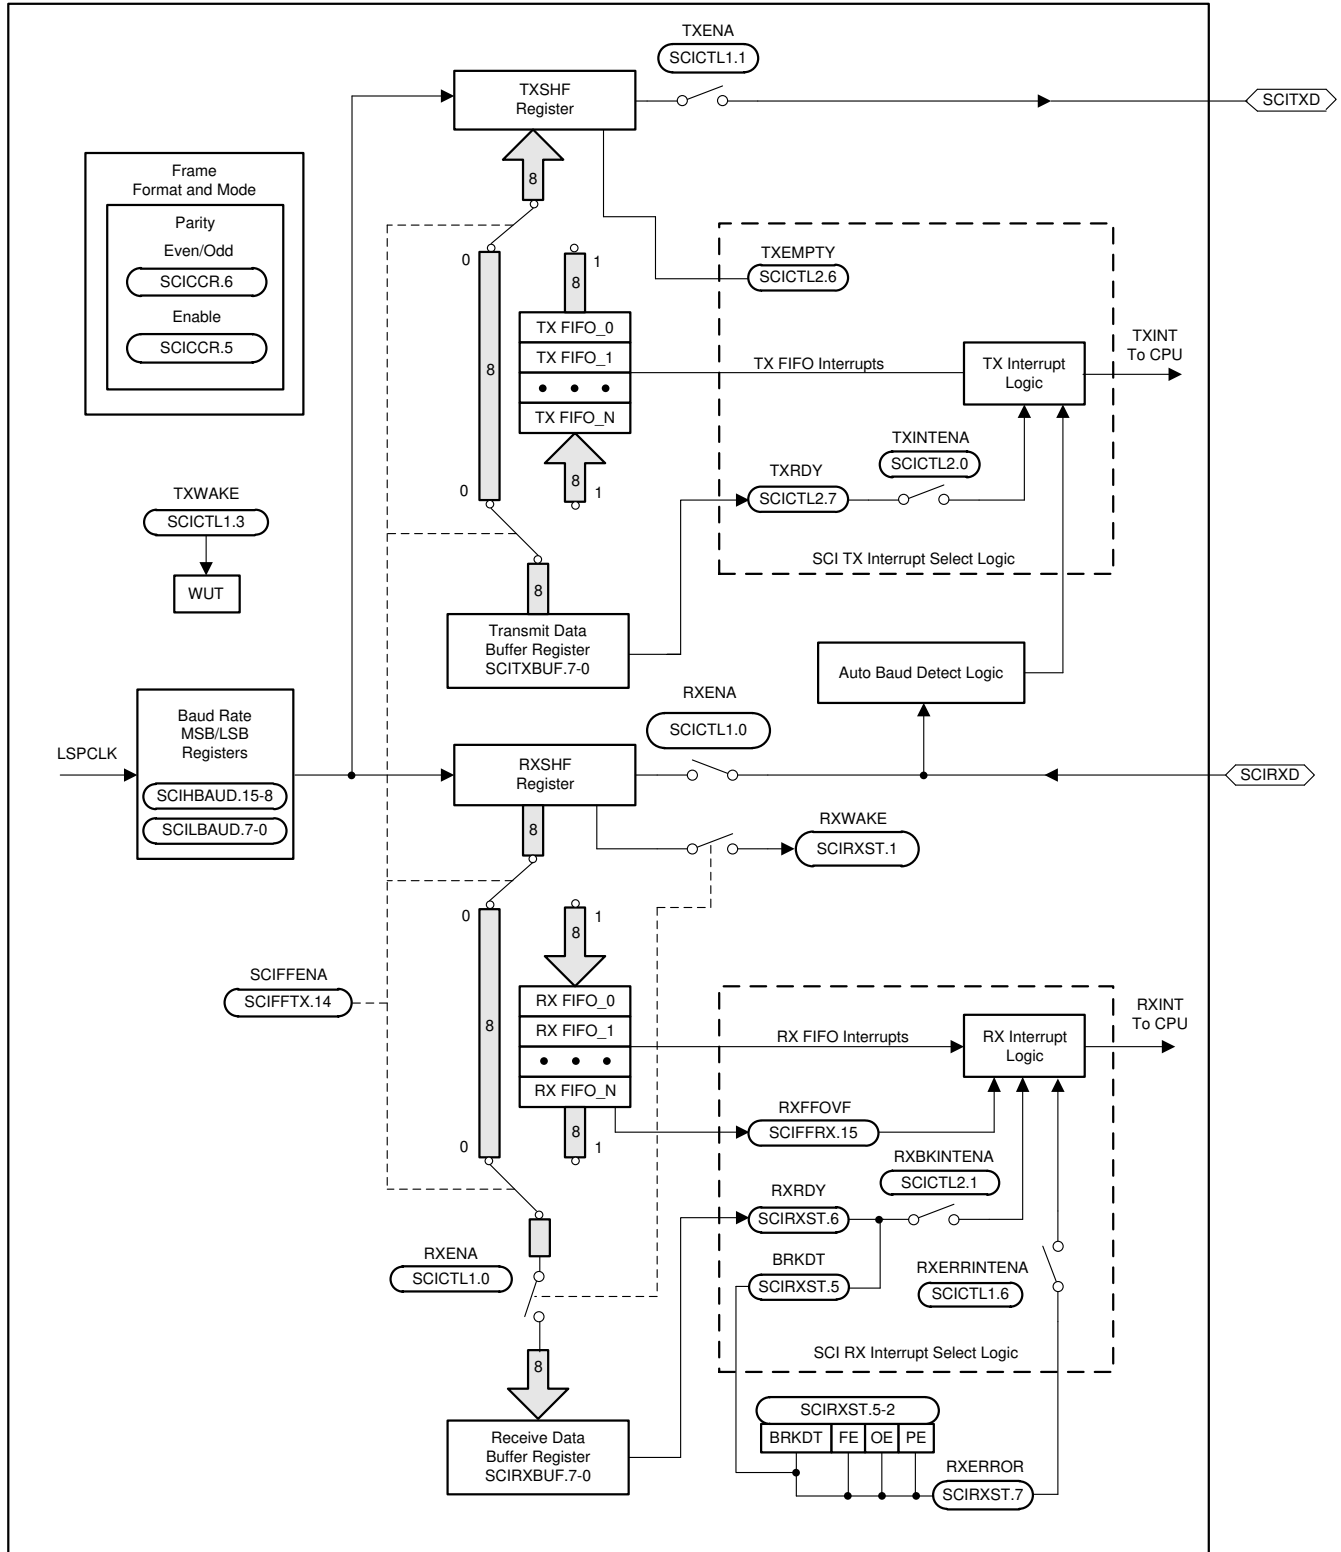 TXENA
SCICTL1.1
TXSHF
Register
SCITXD
Frame
Format and Mode
Parity
Even/Odd
SCICCR.6
Enable
SCICCR.5
8
0
1
8
TX FIFO_0
TX FIFO_1
• • •
TX FIFO_N
8
8
0
1
TXEMPTY
SCICTL2.6
TX FIFO Interrupts
TX Interrupt
Logic
TXINT
To CPU
TXINTENA
SCICTL2.0
TXRDY
SCICTL2.7
SCI TX Interrupt Select Logic
TXWAKE
SCICTL1.3
WUT
8
Transmit Data
Buffer Register
SCITXBUF.7-0
Auto Baud Detect Logic
RXENA
SCICTL1.0
LSPCLK
Baud Rate
MSB/LSB
Registers
SCIHBAUD.15-8
SCILBAUD.7-0
RXSHF
Register
SCIRXD
8
RXWAKE
SCIRXST.1
0
1
8
SCIFFENA
SCIFFTX.14
8
RX FIFO_0
RX FIFO_1
• • •
RX FIFO_N
8
0
1
RX FIFO Interrupts
RX Interrupt
Logic
RXINT
To CPU
RXFFOVF
SCIFFRX.15
RXBKINTENA
SCICTL2.1
RXRDY
SCIRXST.6
BRKDT
SCIRXST.5
RXERRINTENA
SCICTL1.6
SCI RX Interrupt Select Logic
RXENA
SCICTL1.0
8
Receive Data
Buffer Register
SCIRXBUF.7-0
SCIRXST.5-2
BRKDT FE OE PE
RXERROR
SCIRXST.7